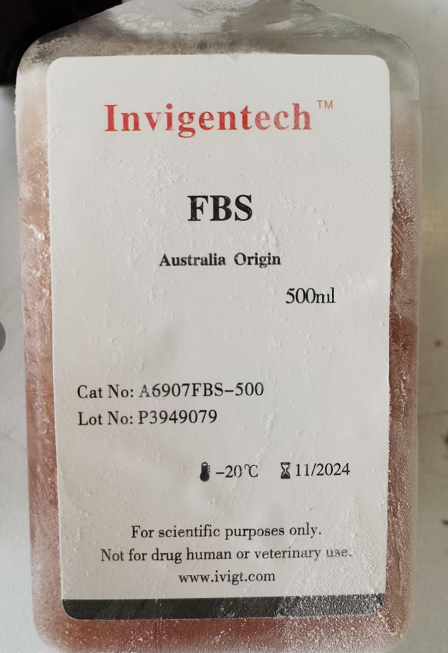 Invigentech™
FBS
Australia Origin
500ml
Cat No: A6907FBS-500
Lot No: P3949079
-20℃ 11/2024
For scientific purposes only.
Not for drug human or veterinary use.
www.ivigt.com